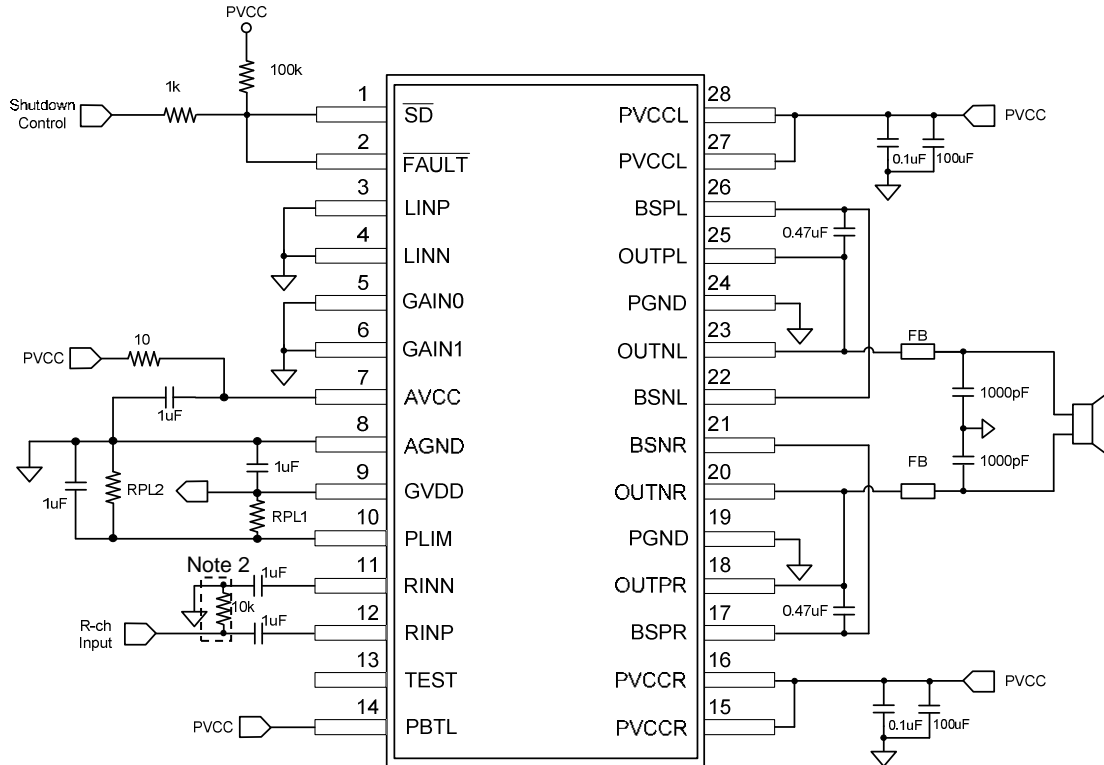 PVCC
100k
1k
Shutdown
Control
1
SD
2
FAULT
3
LINP
4
LINN
5
GAIN0
6
GAIN1
10
PVCC
7
AVCC
1uF
8
AGND
1uF
9
GVDD
RPL2
1uF
RPL1
10
PLIM
Note 2
11
RINN
1uF
10k
12
RINP
1uF
R-ch
Input
13
TEST
14
PBTL
PVCC
28
PVCCL
PVCC
27
PVCCL
0.1uF
100uF
26
BSPL
0.47uF
25
OUTPL
24
PGND
23
OUTNL
FB
22
BSNL
1000pF
21
BSNR
1000pF
FB
20
OUTNR
19
PGND
18
OUTPR
0.47uF
17
BSPR
16
PVCCR
PVCC
15
PVCCR
0.1uF
100uF